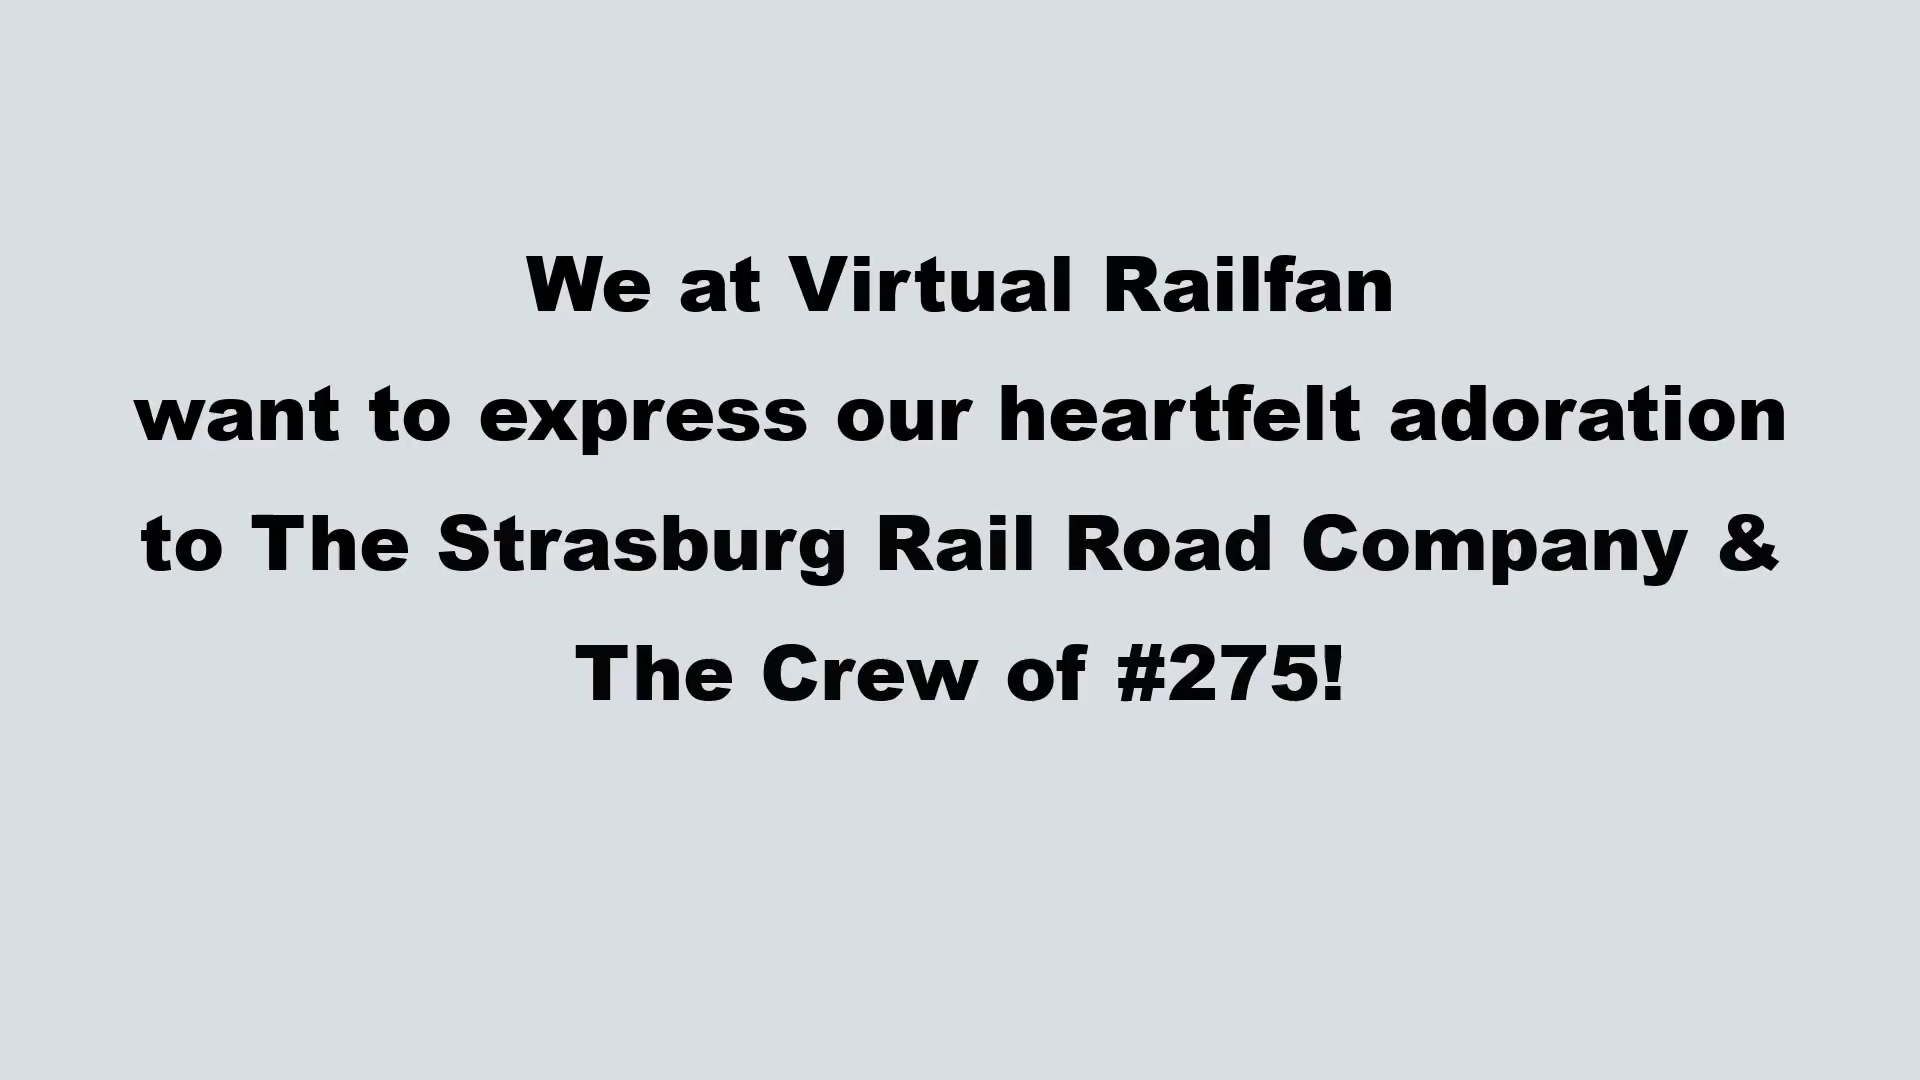 We at Virtual Railfan
want to express our heartfelt adoration
to The Strasburg Rail Road Company &
The Crew of #275!